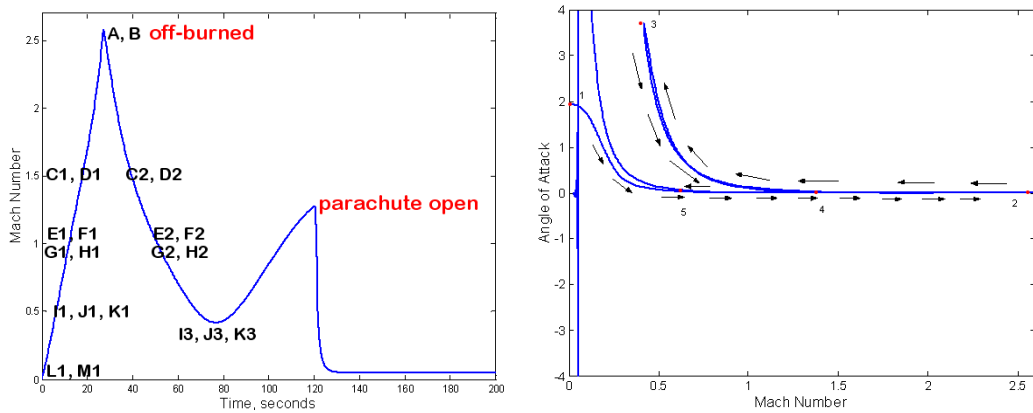 2.5
2
1.5
1
0.5
0
Mach Number
A, B off-burned
C1, D1
C2, D2
parachute open
E1, F1
E2, F2
G1, H1
G2, H2
I1, J1, K1
I3, J3, K3
L1, M1
0 20 40 60 80 100 120 140 160 180 200
Time, seconds
4
3
2
1
0
-1
-2
-3
-4
Angle of Attack
3
1
5
4
2
0 0.5 1 1.5 2 2.5
Mach Number